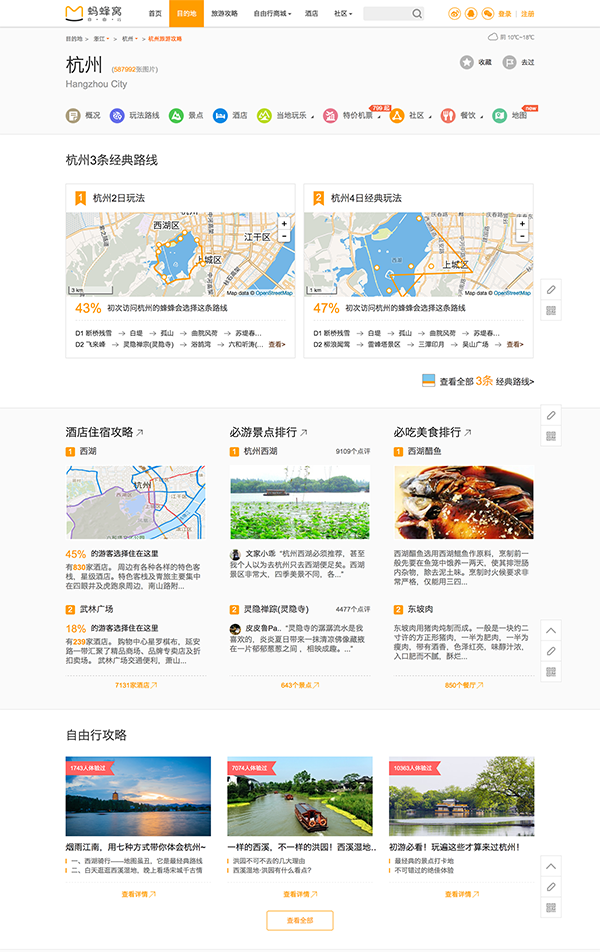 蚂蜂窝
首页 目的地 旅游攻略 自由行商城 酒店 社区
登录 | 注册
目的地 > 浙江 > 杭州 > 杭州旅游攻略
10℃~18℃
杭州 (587992张图片)
收藏 去过
Hangzhou City
概况 玩法路线 景点 酒店 当地玩乐 特价机票 799起 社区 餐饮 地图 new
杭州3条经典路线
1 杭州2日玩法
西湖区
江干区
上城区
3 km
Map data © OpenStreetMap
43% 初次访问杭州的蜂蜂会选择这条路线
D1 断桥残雪 → 白堤 → 孤山 → 曲院风荷 → 苏堤春...
D2 飞来峰 → 灵隐禅宗(灵隐寺) → 浴鹄湾 → 六和听涛(... 查看>
2 杭州4日经典玩法
西湖
上城区
1 km
Map data © OpenStreetMap
47% 初次访问杭州的蜂蜂会选择这条路线
D1 断桥残雪 → 白堤 → 孤山 → 曲院风荷 → 苏堤春...
D2 柳浪闻莺 → 雷峰塔景区 → 三潭印月 → 吴山广场 → 查看>
查看全部 3条 经典路线>
酒店住宿攻略
1 西湖
杭州
45% 的游客选择住在这里
有830家酒店。 周边有各种各样的特色客
栈，星级酒店。特色客栈及青旅主要集中
在四眼井及虎跑泉周边，南山路附...
2 武林广场
18% 的游客选择住在这里
有239家酒店。 购物中心星罗棋布，延安
路一带汇聚了精品商场、品牌专卖店及折
扣卖场。 武林广场交通便利，萧山...
7131家酒店
必游景点排行
1 杭州西湖 9109个点评
文家小乖 “杭州西湖必须推荐，甚至
我个人以为去杭州只去西湖便足矣。西湖
景区非常大，四季美景不同，各...”
2 灵隐禅宗(灵隐寺) 4477个点评
皮皮鲁Pa.. “灵隐寺的潺潺流水是我
喜欢的，炎炎夏日带来一抹清凉佛像藏掖
在一片郁郁葱葱之间 ，相映成趣。...”
643个景点
必吃美食排行
1 西湖醋鱼
西湖醋鱼选用西湖鲲鱼作原料，烹制前一
般先要在鱼笼中饿养一两天，使其排泄肠
内杂物，除去泥土味。烹制时火候要求非
常严格，仅能用三四...
2 东坡肉
东坡肉用猪肉炖制而成。一般是一块约二
寸许的方正形猪肉，一半为肥肉，一半为
瘦肉，带有酒香，色泽红亮，味醇汁浓，
入口肥而不腻，酥烂...
850个餐厅
自由行攻略
1743人体验过
烟雨江南，用七种方式带你体会杭州~
一、西湖骑行——地图虽丑，它是最经典路线
二、白天逛逛西溪湿地，晚上看场宋城千古情
查看详情
7074人体验过
一样的西溪，不一样的洪园！西溪湿地..
洪园不可不去的几大理由
西溪湿地·洪园有什么看点？
查看详情
10363人体验过
初游必看！玩遍这些才算来过杭州！
最经典的景点打卡地
不可错过的绝佳体验
查看详情
查看全部